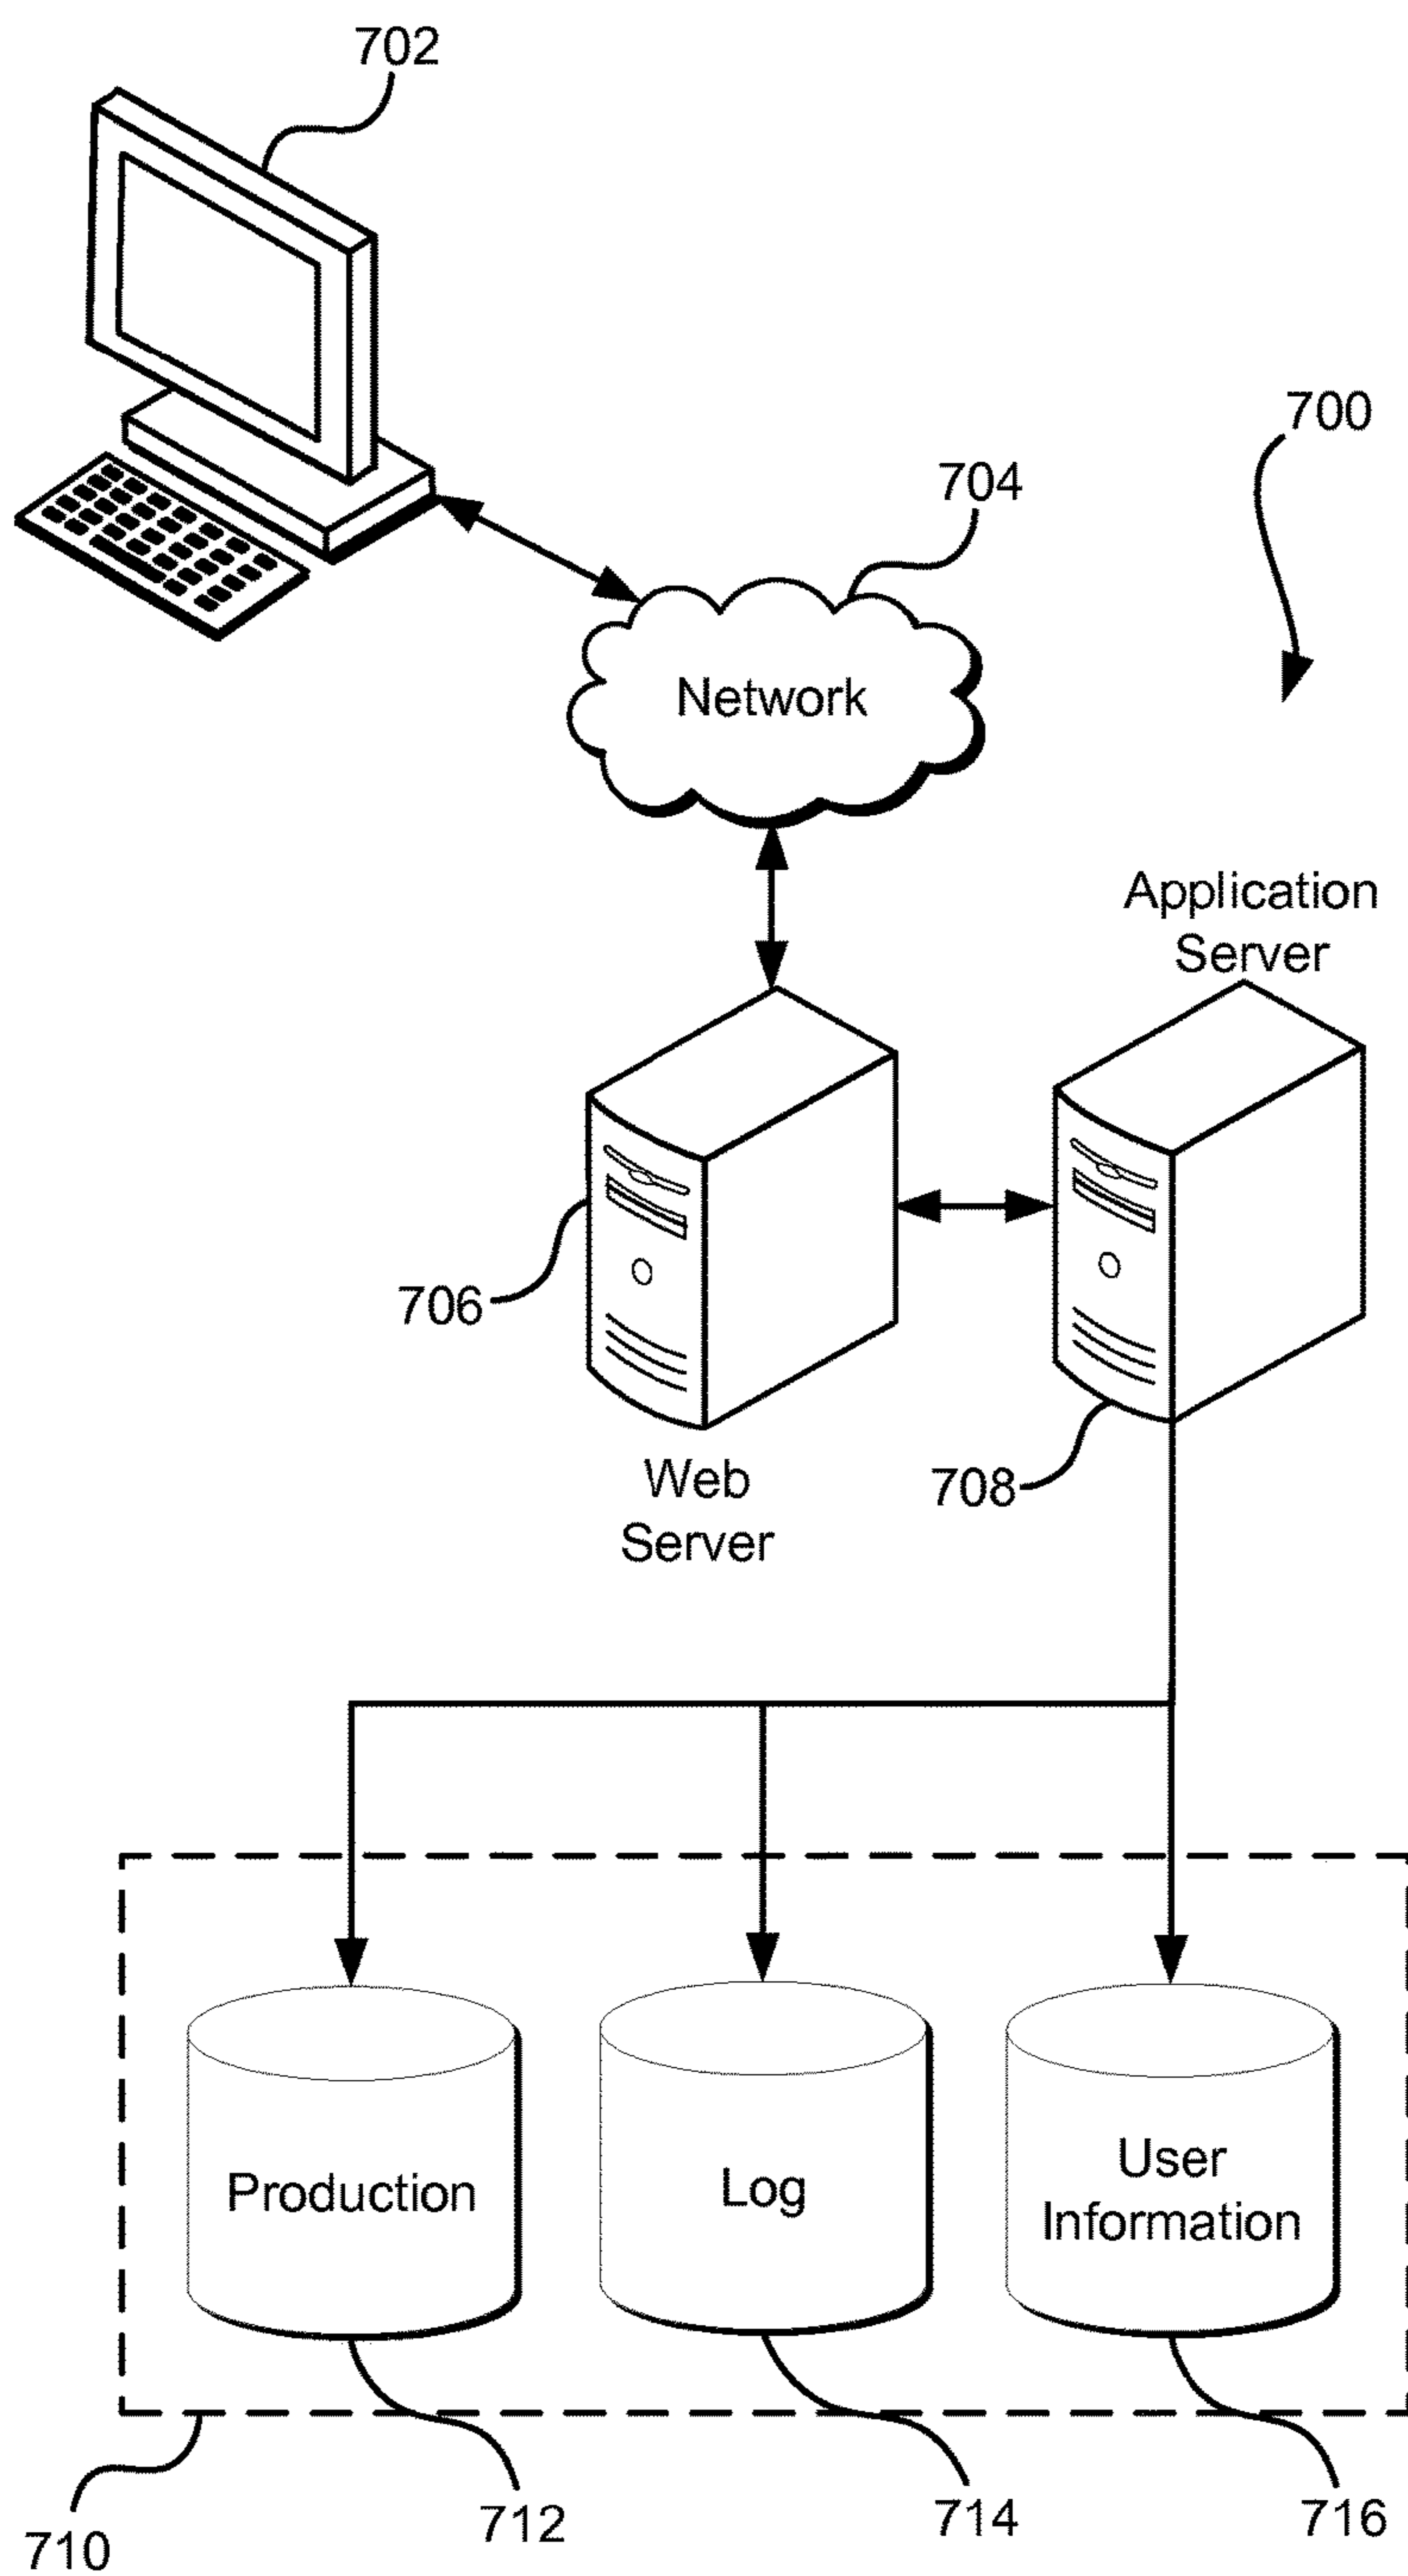 702
700
704
Network
Application
Server
706
708
Web
Server
Production
Log
User
Information
710
712
714
716